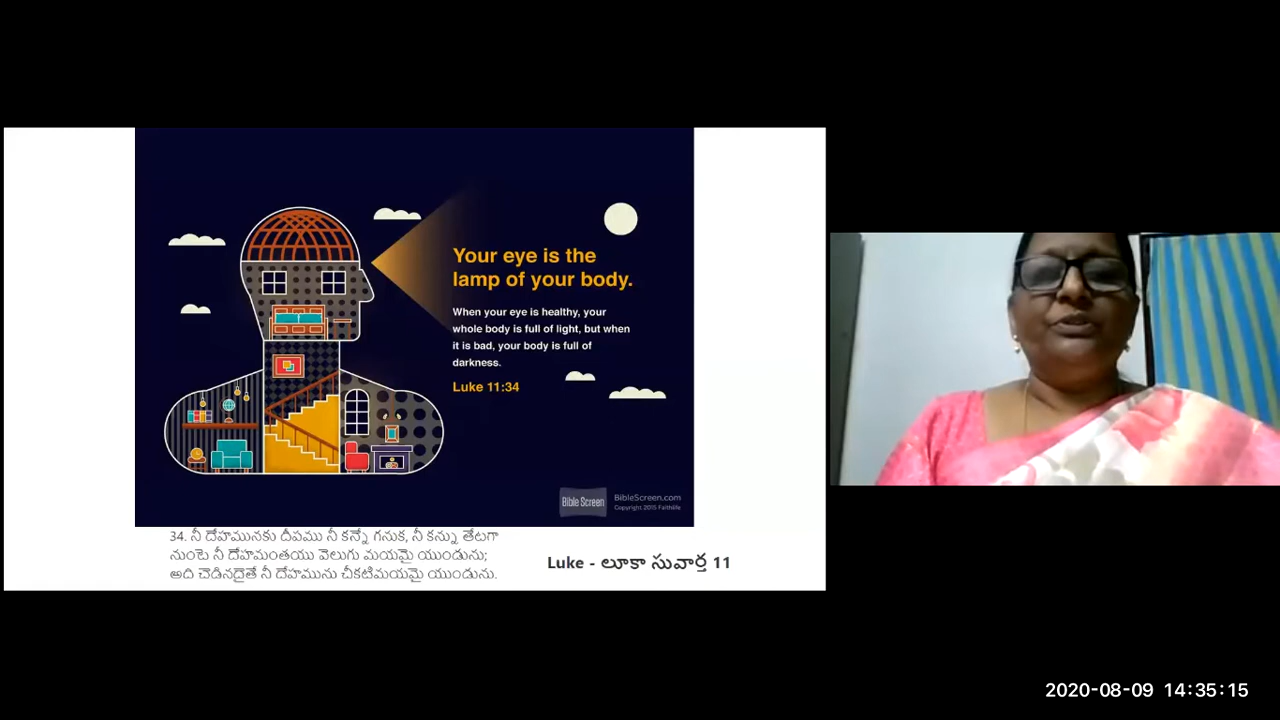 Your eye is the
lamp of your body.
When your eye is healthy, your
whole body is full of light, but when
it is bad, your body is full of
darkness.
Luke 11:34
Bible Screen
BibleScreen.com
Copyright 2015 Faithlife
34. నీ దేహమునకు దీపము నీ కన్నే గనుక, నీ కన్ను తేటగా
నుంటె నీ దేహమంతయు వెలుగు మయమై యుండును;
అది చెడినదైతే నీ దేహమును చీకటిమయమై యుండును.
Luke - లూకా సువార్త 11
2020-08-09 14:35:15